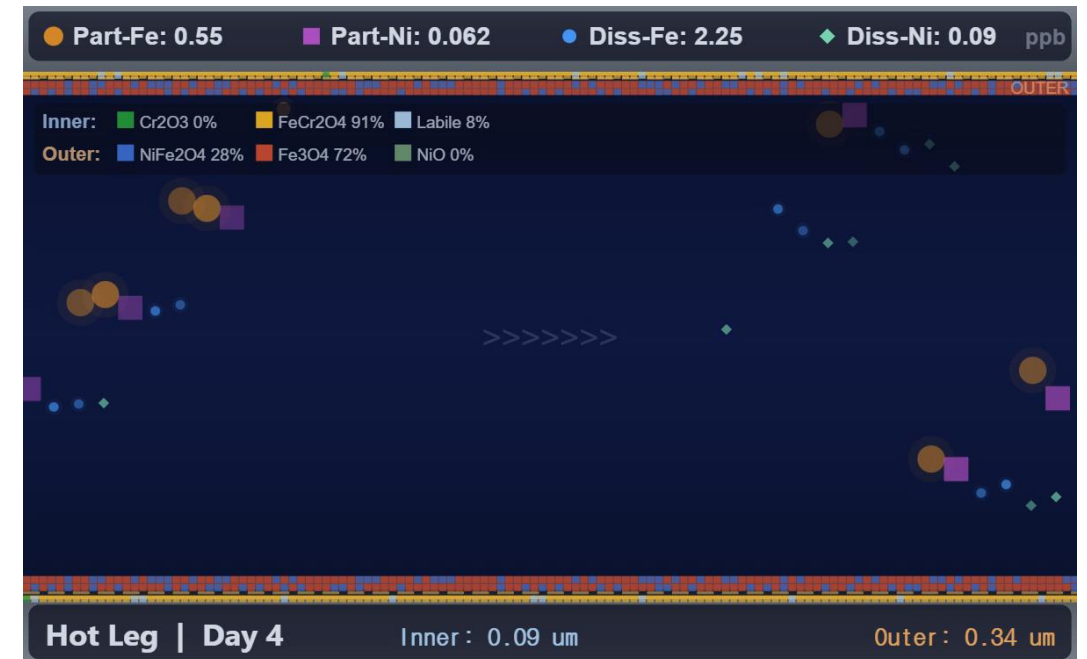 Part-Fe: 0.55 Part-Ni: 0.062 Diss-Fe: 2.25 Diss-Ni: 0.09 ppb
OUTER
Inner: Cr2O3 0% FeCr2O4 91% Labile 8%
Outer: NiFe2O4 28% Fe3O4 72% NiO 0%
>>>>>>>
Hot Leg | Day 4 Inner: 0.09 um Outer: 0.34 um